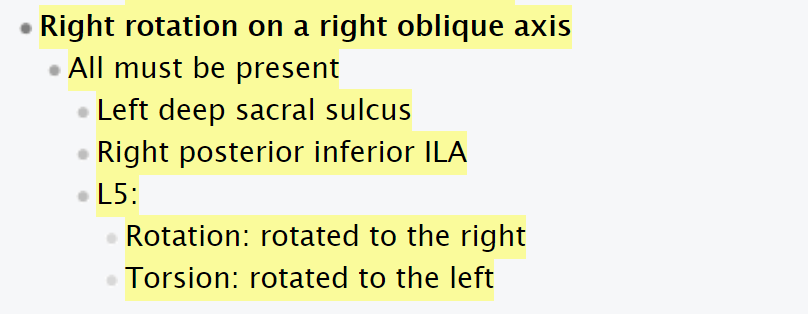 Right rotation on a right oblique axis
All must be present
Left deep sacral sulcus
Right posterior inferior ILA
L5:
Rotation: rotated to the right
Torsion: rotated to the left